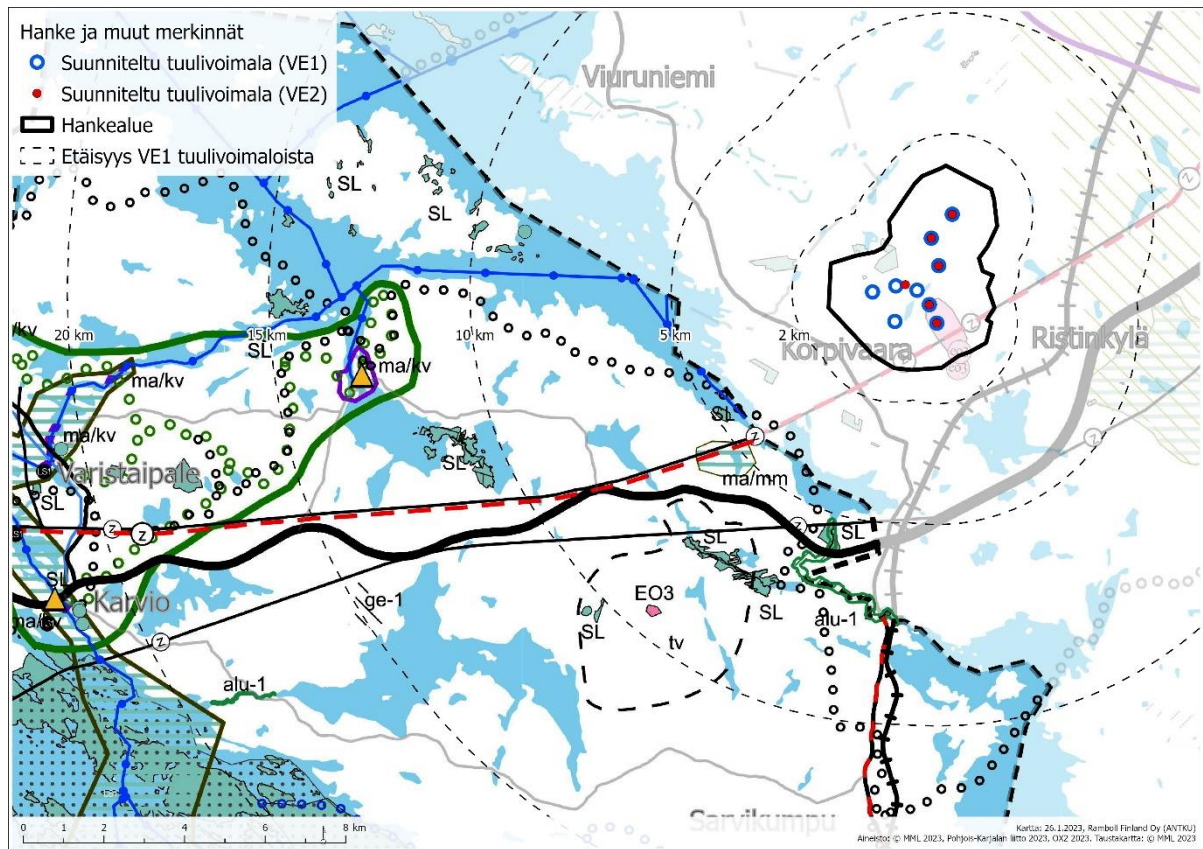 Hanke ja muut merkinnät
Suunniteltu tuulivoimala (VE1)
Suunniteltu tuulivoimala (VE2)
Hankealue
Etäisyys VE1 tuulivoimaloista
Viuruniemi
SL
SL
20 km
15 km
10 km
5 km
2 km
SL
Korpivaara
Ristinkylä
/kv
ma/kv
ma/kv
eo3
ma/kv
SL
SL
Varistaipale
SL
ma/mm
z
z
z
z
z
z
z
SL
SL
SL
Karvio
ma/kv
ge-1
SL
EO3
SL
tv
alu-1
z
alu-1
Sarvikumpu
0 1 2 4 6 8 km
Kartta: 26.1.2023, Ramboll Finland Oy (ANTKU)
Aineisto: © MML 2023, Pohjois-Karjalan liitto 2023, OX2 2023. Taustakartta: © MML 2023